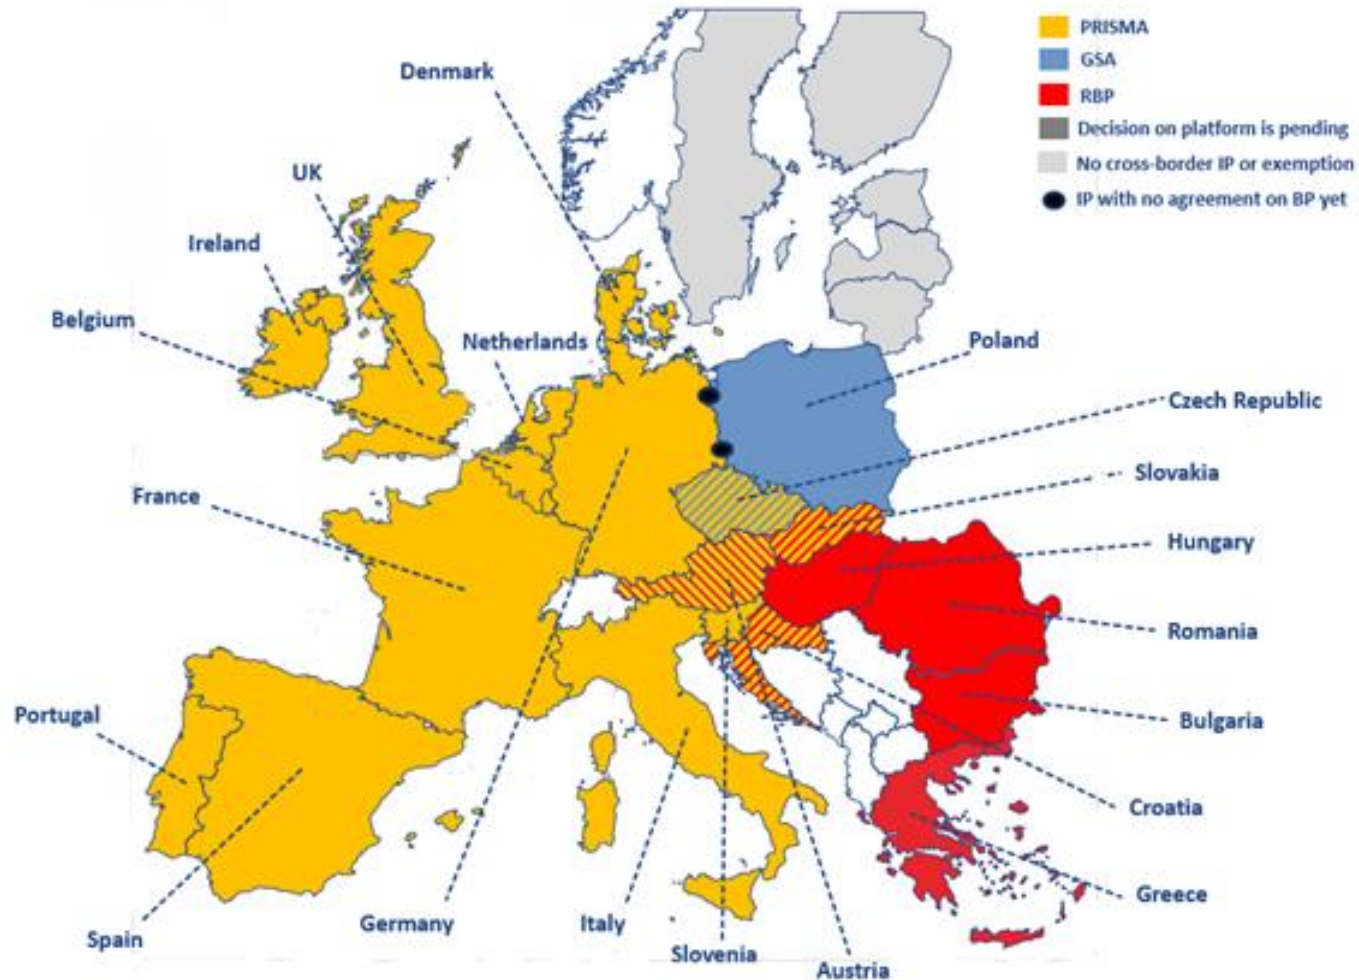 PRISMA
GSA
RBP
Decision on platform is pending
No cross-border IP or exemption
IP with no agreement on BP yet
Denmark
UK
Ireland
Belgium
Netherlands
Poland
Czech Republic
Slovakia
France
Hungary
Romania
Portugal
Bulgaria
Croatia
Greece
Spain
Germany
Italy
Slovenia
Austria